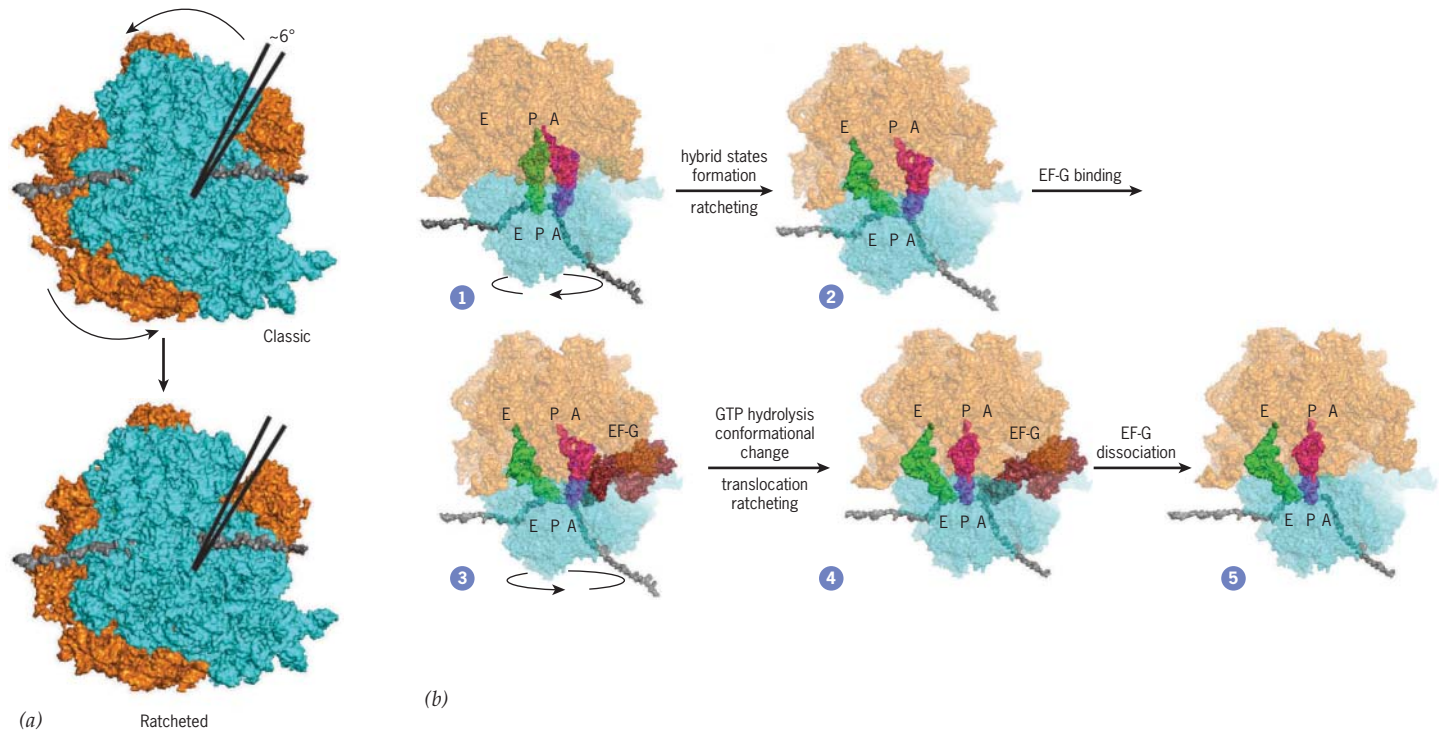 ~6°
Classic
Ratcheted
(a)
E P A
E P A
1
hybrid states
formation
ratcheting
E P A
E P A
2
EF-G binding
E P A
EF-G
E P A
3
GTP hydrolysis
conformational
change
translocation
ratcheting
E P A
EF-G
E P A
4
EF-G
dissociation
E P A
E P A
5
(b)